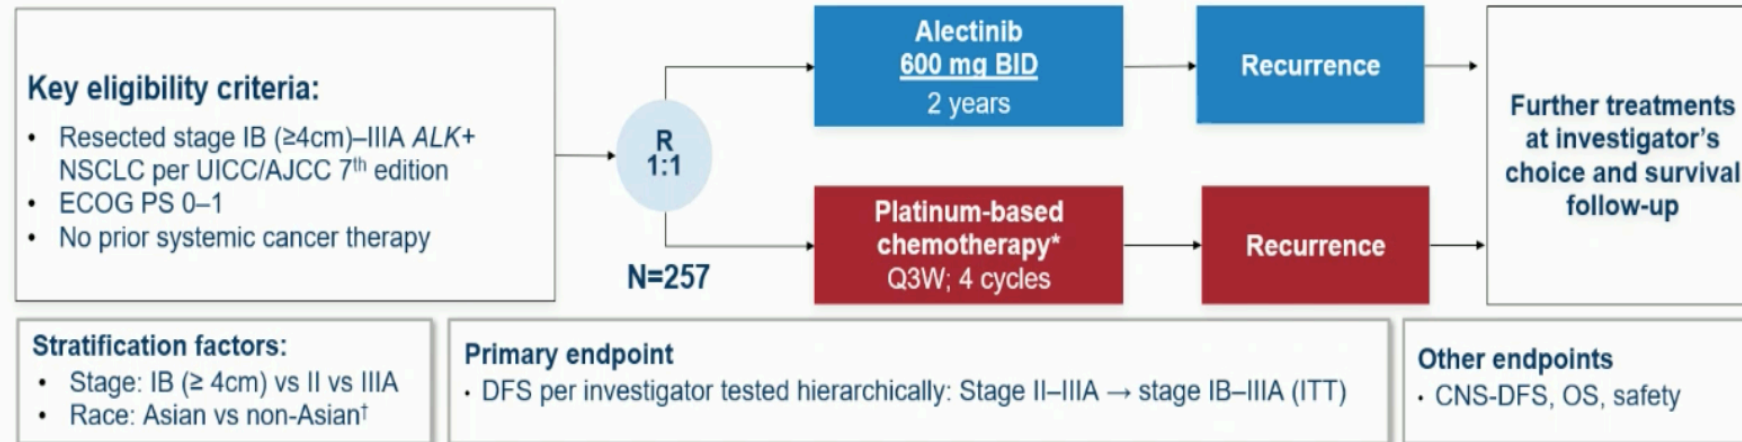 Key eligibility criteria:
• Resected stage IB (≥4cm)–IIIA ALK+
NSCLC per UICC/AJCC 7th edition
• ECOG PS 0–1
• No prior systemic cancer therapy
R
1:1
N=257
Alectinib
600 mg BID
2 years
Recurrence
Platinum-based
chemotherapy*
Q3W; 4 cycles
Recurrence
Further treatments
at investigator’s
choice and survival
follow-up
Stratification factors:
• Stage: IB (≥ 4cm) vs II vs IIIA
• Race: Asian vs non-Asian†
Primary endpoint
· DFS per investigator tested hierarchically: Stage II–IIIA → stage IB–IIIA (ITT)
Other endpoints
· CNS-DFS, OS, safety